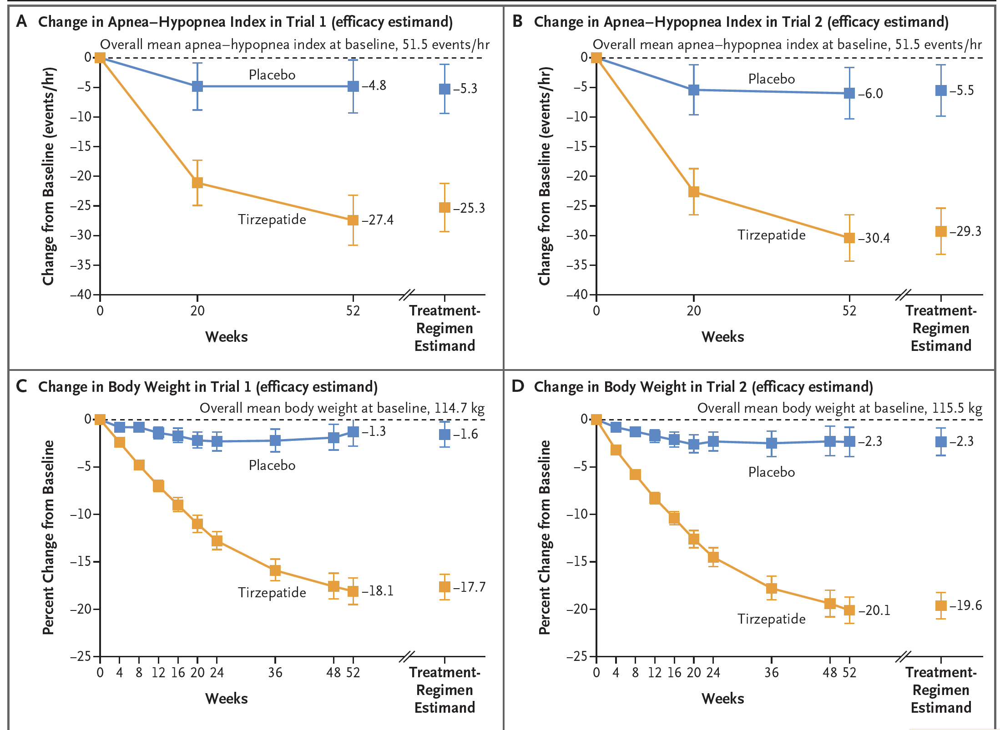 A Change in Apnea–Hypopnea Index in Trial 1 (efficacy estimand)
Overall mean apnea–hypopnea index at baseline, 51.5 events/hr
Change from Baseline (events/hr)
0
–5
–10
–15
–20
–25
–30
–35
–40
Placebo
–4.8
–5.3
Tirzepatide
–27.4
–25.3
0 20 52
Weeks
Treatment-
Regimen
Estimand
B Change in Apnea–Hypopnea Index in Trial 2 (efficacy estimand)
Overall mean apnea–hypopnea index at baseline, 51.5 events/hr
Change from Baseline (events/hr)
0
–5
–10
–15
–20
–25
–30
–35
–40
Placebo
–6.0
–5.5
Tirzepatide
–30.4
–29.3
0 20 52
Weeks
Treatment-
Regimen
Estimand
C Change in Body Weight in Trial 1 (efficacy estimand)
Overall mean body weight at baseline, 114.7 kg
Percent Change from Baseline
0
–5
–10
–15
–20
–25
–1.3
–1.6
Placebo
Tirzepatide
–18.1
–17.7
0 4 8 12 16 20 24 36 48 52
Weeks
Treatment-
Regimen
Estimand
D Change in Body Weight in Trial 2 (efficacy estimand)
Overall mean body weight at baseline, 115.5 kg
Percent Change from Baseline
0
–5
–10
–15
–20
–25
–2.3
–2.3
Placebo
Tirzepatide
–20.1
–19.6
0 4 8 12 16 20 24 36 48 52
Weeks
Treatment-
Regimen
Estimand